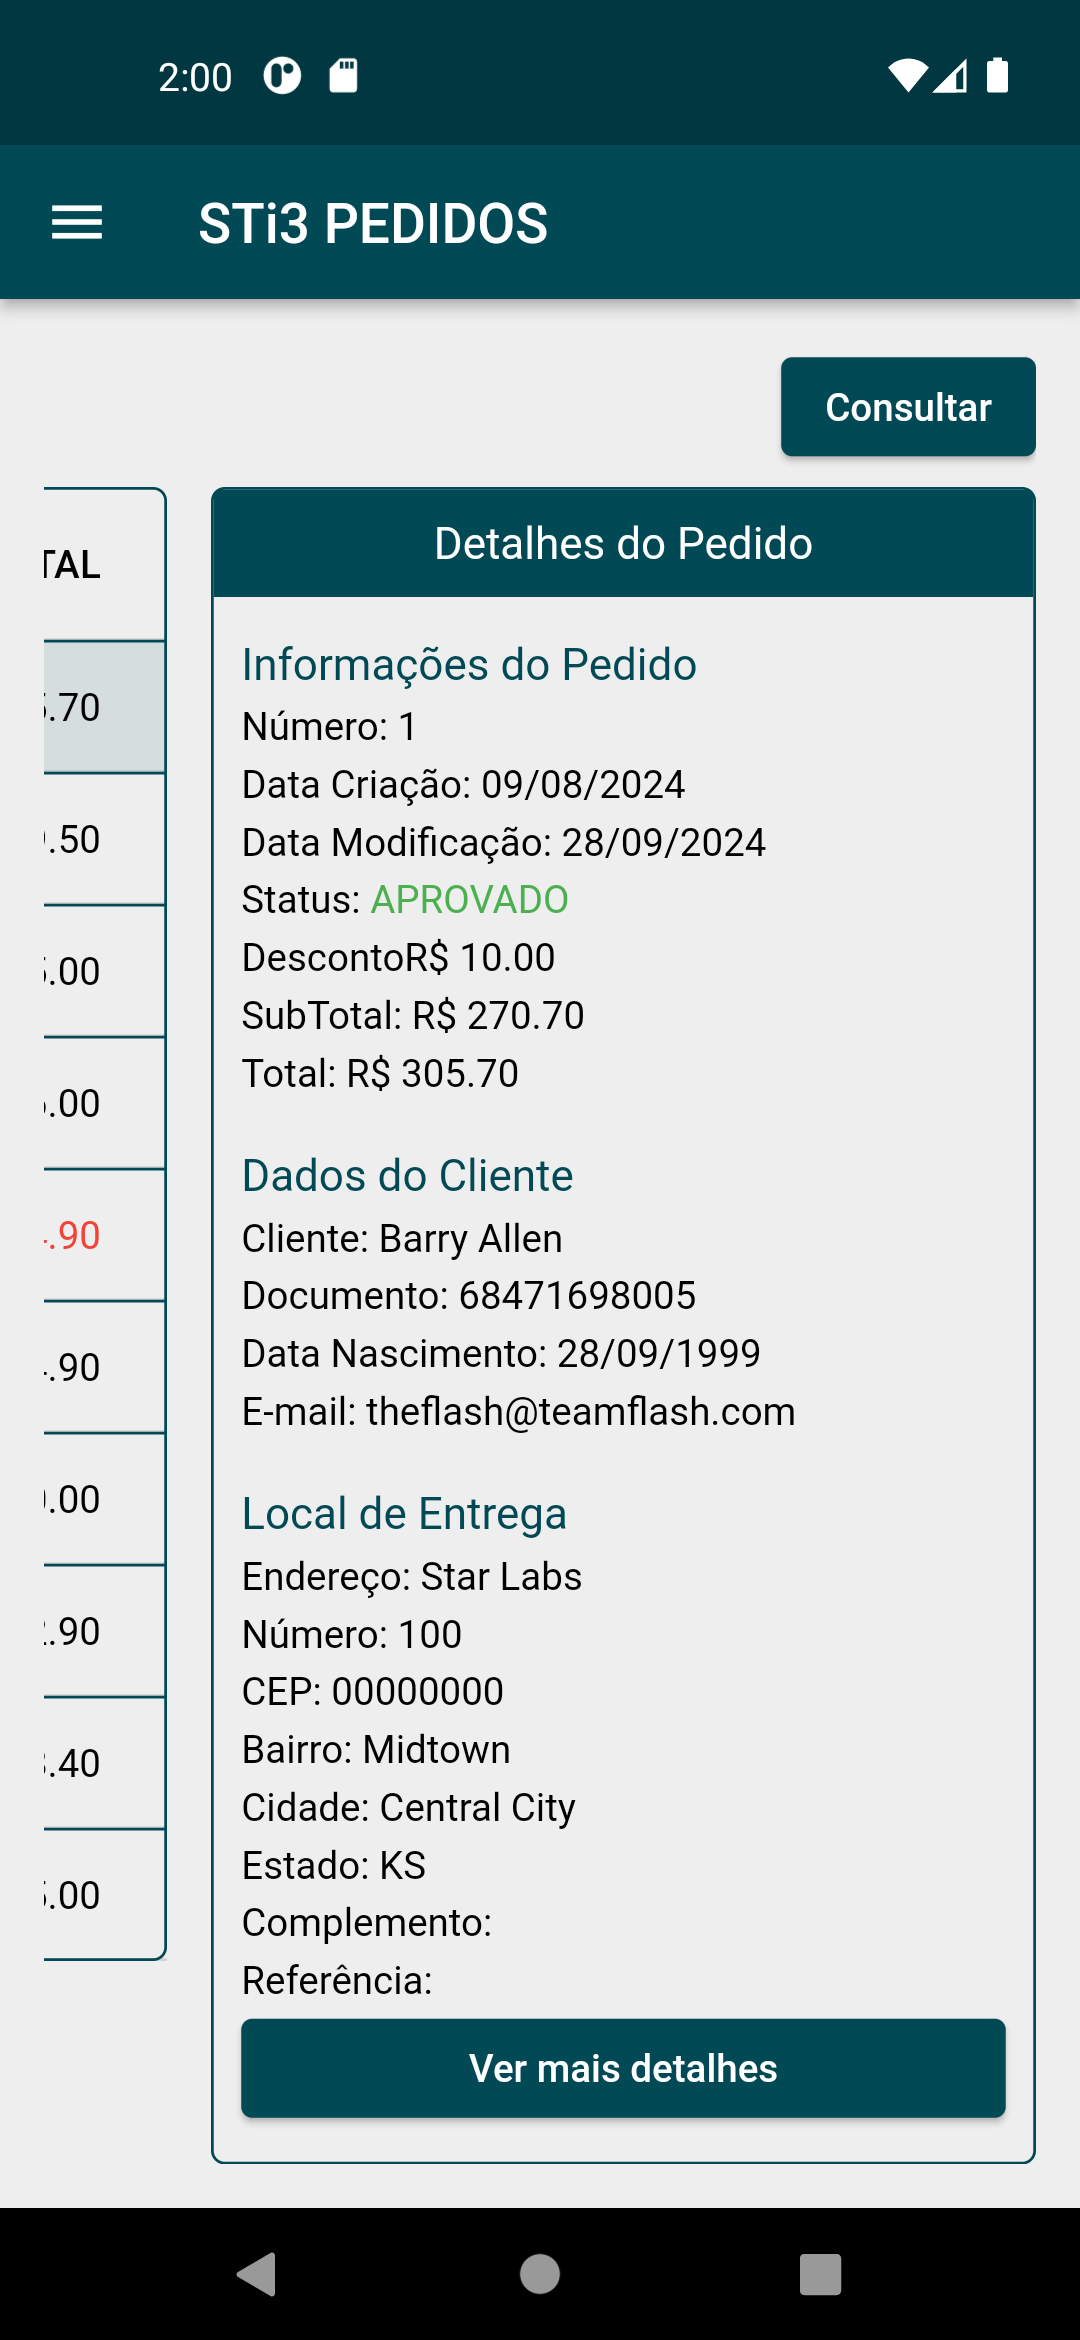 2:00
STi3 PEDIDOS
Consultar
TAL
.70
.50
.00
.00
.90
.90
.00
.90
.40
.00
Detalhes do Pedido
Informações do Pedido
Número: 1
Data Criação: 09/08/2024
Data Modificação: 28/09/2024
Status: APROVADO
DescontoR$ 10.00
SubTotal: R$ 270.70
Total: R$ 305.70
Dados do Cliente
Cliente: Barry Allen
Documento: 68471698005
Data Nascimento: 28/09/1999
E-mail: theflash@teamflash.com
Local de Entrega
Endereço: Star Labs
Número: 100
CEP: 00000000
Bairro: Midtown
Cidade: Central City
Estado: KS
Complemento:
Referência:
Ver mais detalhes